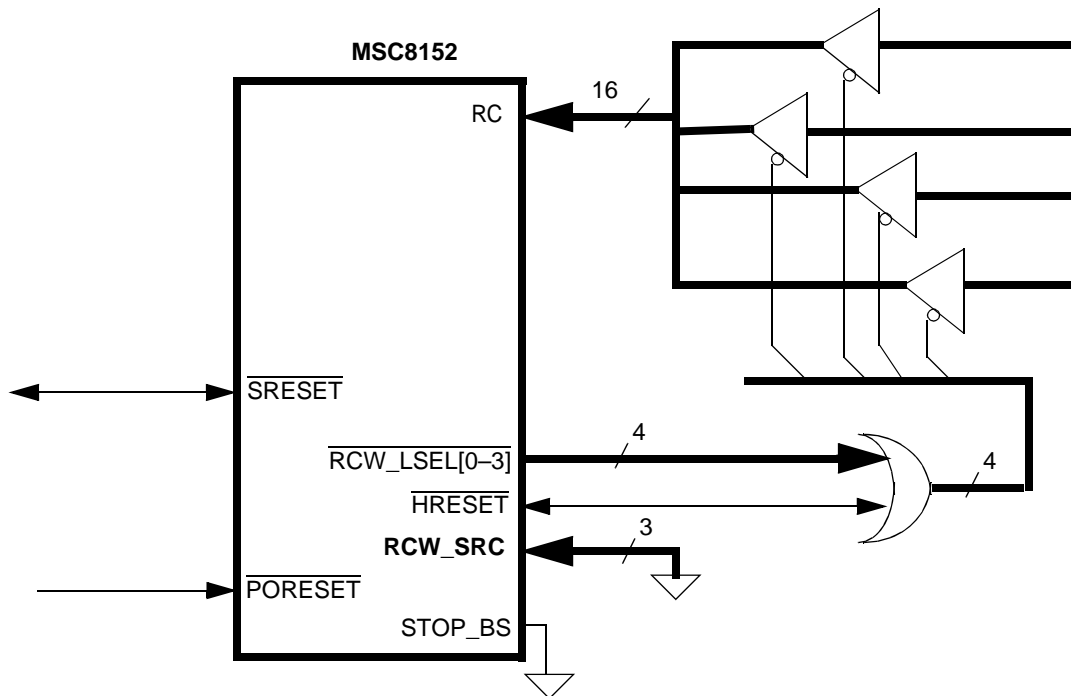 MSC8152
RC
16
SRESET
RCW_LSEL[0–3]
4
4
HRESET
RCW_SRC
3
PORESET
STOP_BS